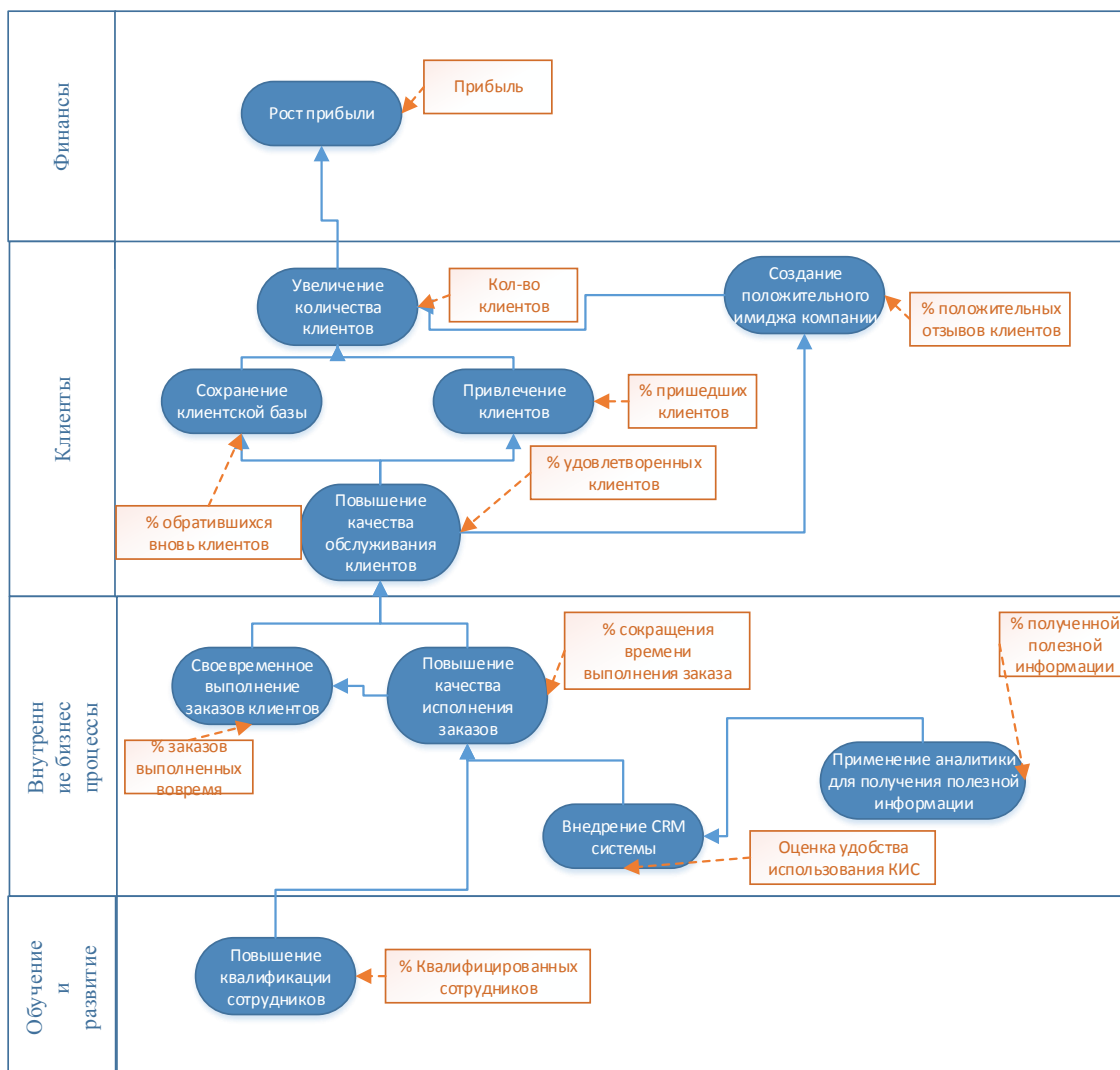 Финансы
Рост прибыли
Прибыль
Клиенты
Увеличение
количества
клиентов
Кол-во
клиентов
Создание
положительного
имиджа компании
% положительных
отзывов клиентов
Сохранение
клиентской базы
Привлечение
клиентов
% пришедших
клиентов
% удовлетворенных
клиентов
% обратившихся
вновь клиентов
Повышение
качества
обслуживания
клиентов
Внутренн
ие бизнес
процессы
Своевременное
выполнение
заказов клиентов
Повышение
качества
исполнения
заказов
% сокращения
времени
выполнения заказа
% полученной
полезной
информации
% заказов
выполненных
вовремя
Применение аналитики
для получения полезной
информации
Внедрение CRM
системы
Оценка удобства
использования КИС
Обучение
и
развитие
Повышение
квалификации
сотрудников
% Квалифицированных
сотрудников